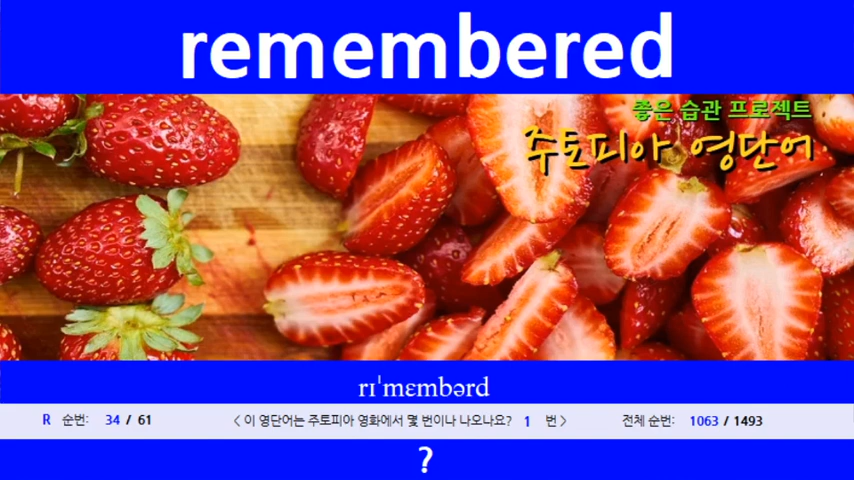 remembered
좋은 습관 프로젝트
주토피아 영단어
rɪˈmɛmbərd
R 순번: 34 / 61 < 이 영단어는 주토피아 영화에서 몇 번이나 나오나요? 1 번 > 전체 순번: 1063 / 1493
?